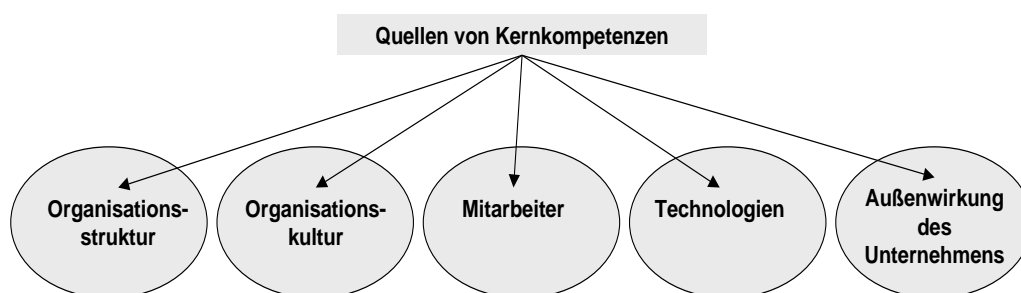 Quellen von Kernkompetenzen
Organisations-
struktur
Organisations-
kultur
Mitarbeiter
Technologien
Außenwirkung
des
Unternehmens